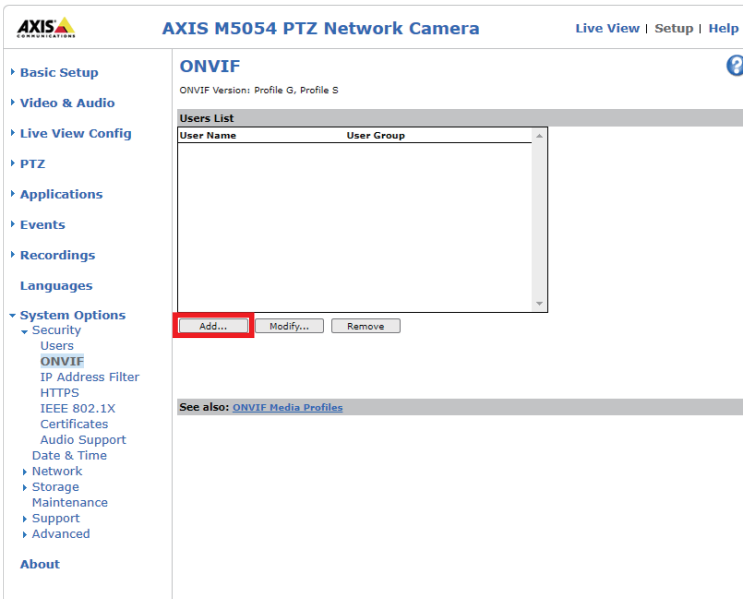 AXIS
COMMUNICATIONS
AXIS M5054 PTZ Network Camera
Live View | Setup | Help
Basic Setup
Video & Audio
Live View Config
PTZ
Applications
Events
Recordings
Languages
System Options
Security
Users
ONVIF
IP Address Filter
HTTPS
IEEE 802.1X
Certificates
Audio Support
Date & Time
Network
Storage
Maintenance
Support
Advanced
About
ONVIF
?
ONVIF Version: Profile G, Profile S
Users List
User Name User Group
Add... Modify... Remove
See also: ONVIF Media Profiles